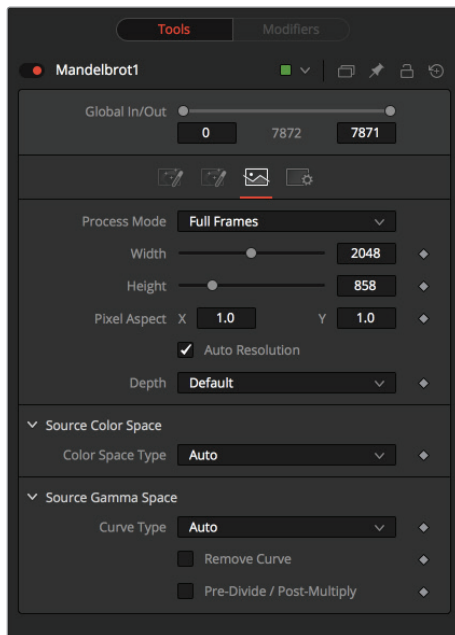 Tools Modifiers
Mandelbrot1
Global In/Out
0 7872 7871
Process Mode Full Frames
Width 2048
Height 858
Pixel Aspect X 1.0 Y 1.0
Auto Resolution
Depth Default
Source Color Space
Color Space Type Auto
Source Gamma Space
Curve Type Auto
Remove Curve
Pre-Divide / Post-Multiply